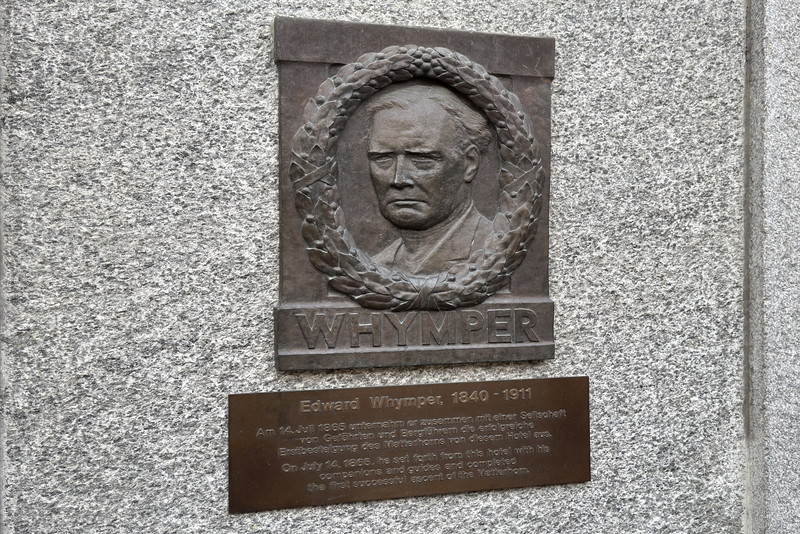 WHYMPER
Edward Whymper, 1840 - 1911
Am 14. Juli 1865 unternahm er zusammen mit einer Seilschaft
von Gefährten und Bergführern die erfolgreiche
Erstbesteigung des Matterhorns von diesem Hotel aus.
On July 14, 1865, he set forth from this hotel with his
companions and guides and completed
the first successful ascent of the Matterhorn.